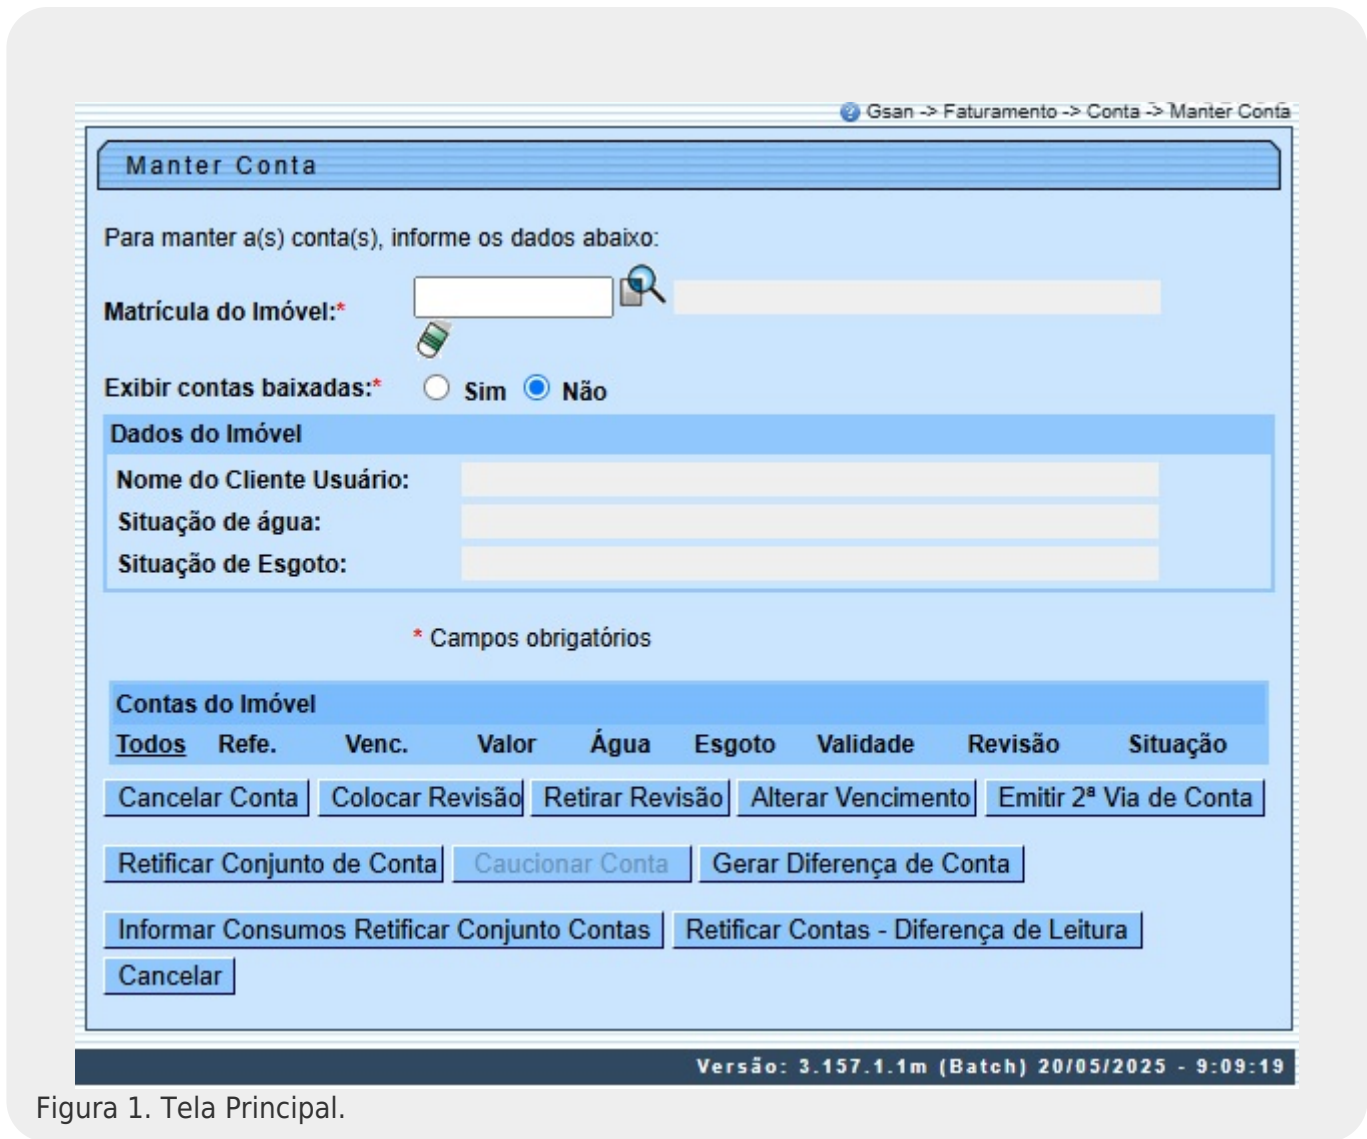 Gsan -> Faturamento -> Conta -> Manter Conta
Manter Conta
Para manter a(s) conta(s), informe os dados abaixo:
Matrícula do Imóvel:*
Exibir contas baixadas:* Sim Não
Dados do Imóvel
Nome do Cliente Usuário:
Situação de água:
Situação de Esgoto:
* Campos obrigatórios
Contas do Imóvel
Todos Refe. Venc. Valor Água Esgoto Validade Revisão Situação
Cancelar Conta Colocar Revisão Retirar Revisão Alterar Vencimento Emitir 2ª Via de Conta
Retificar Conjunto de Conta Caucionar Conta Gerar Diferença de Conta
Informar Consumos Retificar Conjunto Contas Retificar Contas - Diferença de Leitura
Cancelar
Versão: 3.157.1.1m (Batch) 20/05/2025 - 9:09:19
Figura 1. Tela Principal.